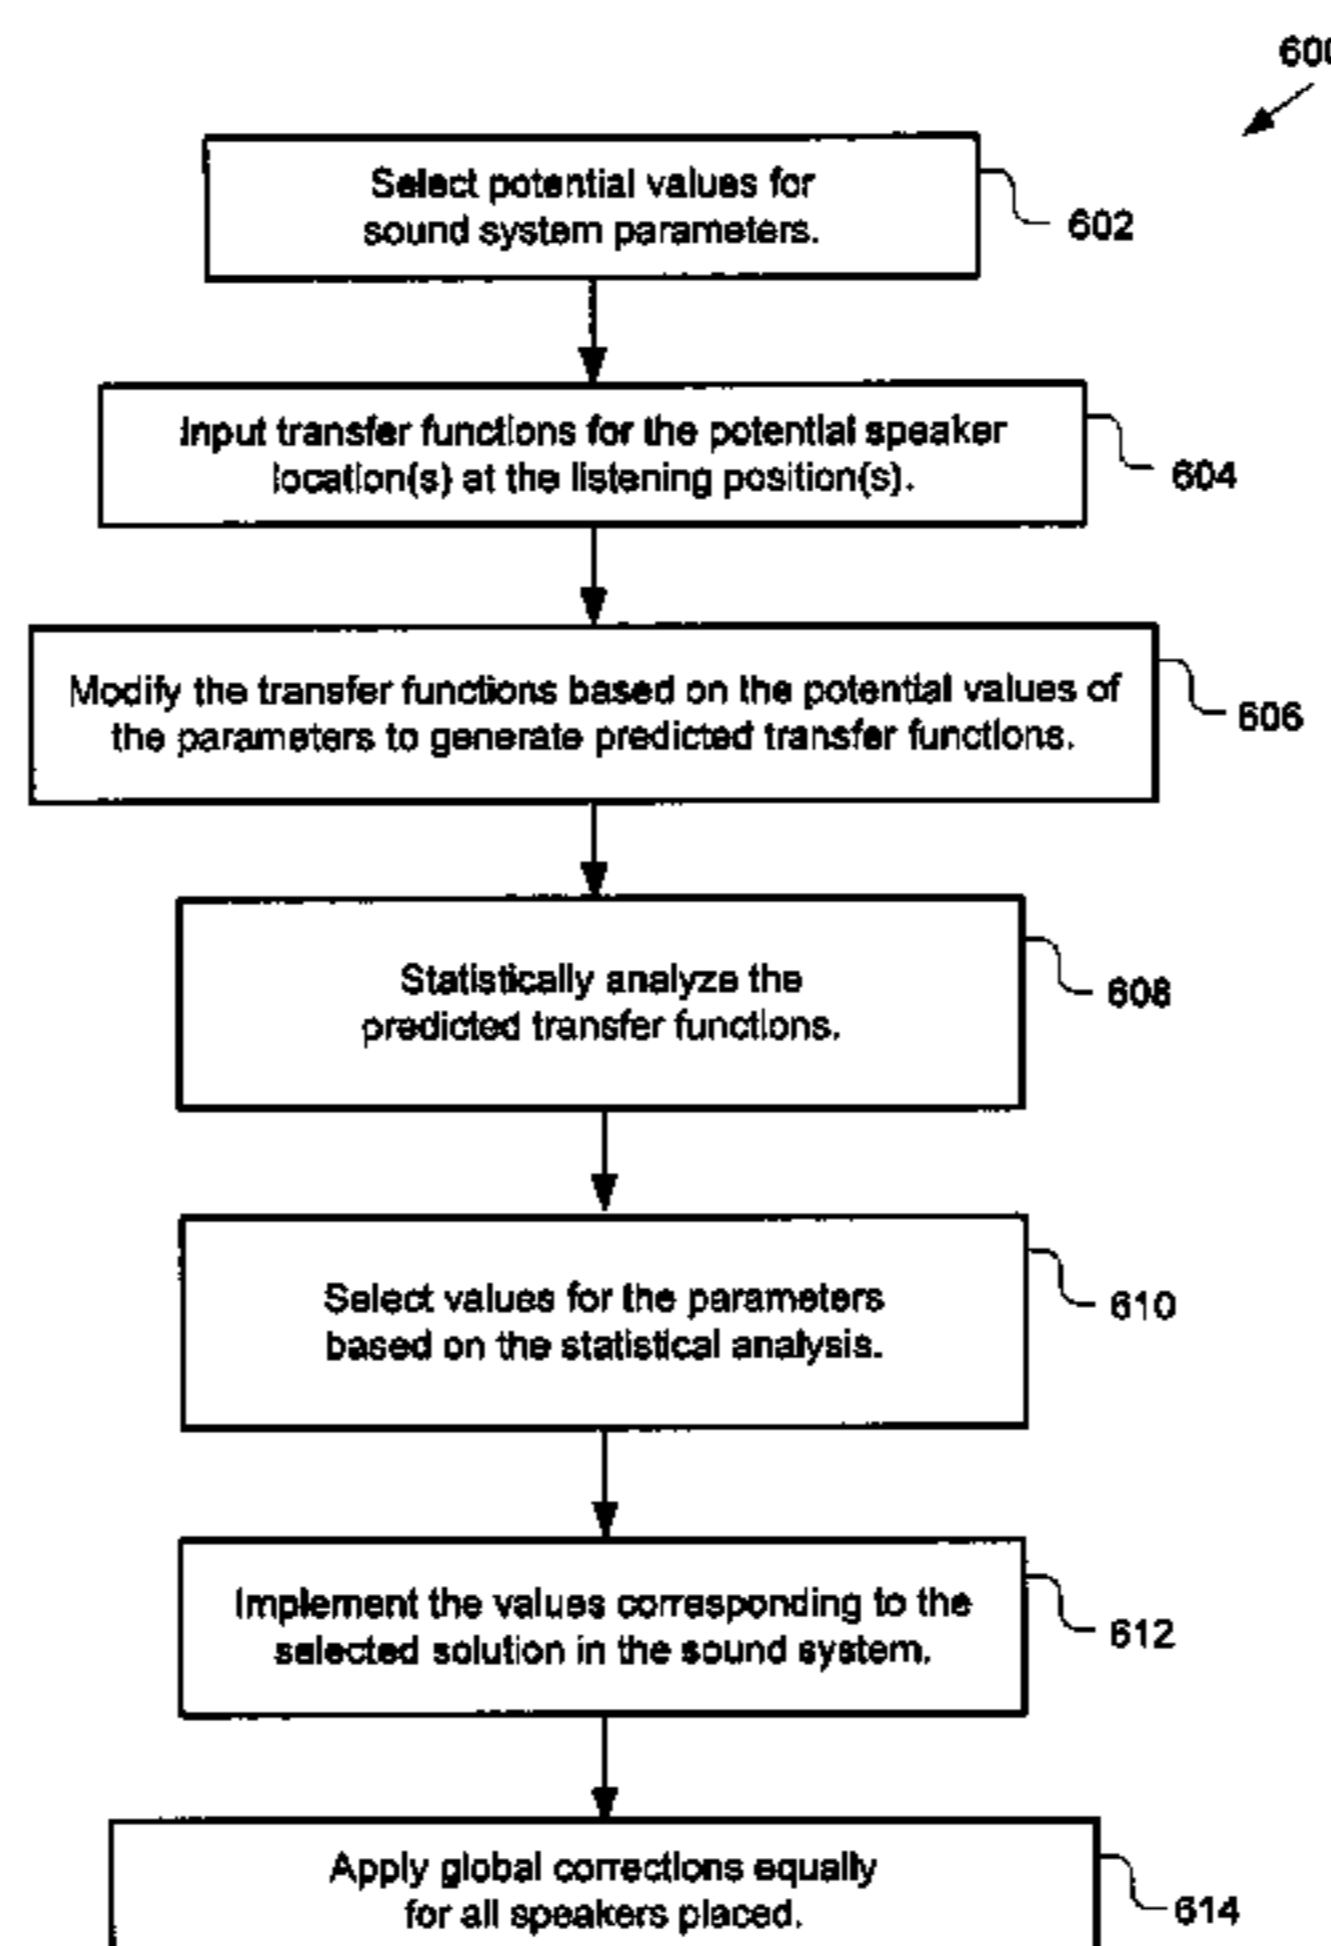 600
Select potential values for
sound system parameters.
602
Input transfer functions for the potential speaker
location(s) at the listening position(s).
604
Modify the transfer functions based on the potential values of
the parameters to generate predicted transfer functions.
606
Statistically analyze the
predicted transfer functions.
608
Select values for the parameters
based on the statistical analysis.
610
Implement the values corresponding to the
selected solution in the sound system.
612
Apply global corrections equally
for all speakers placed.
614